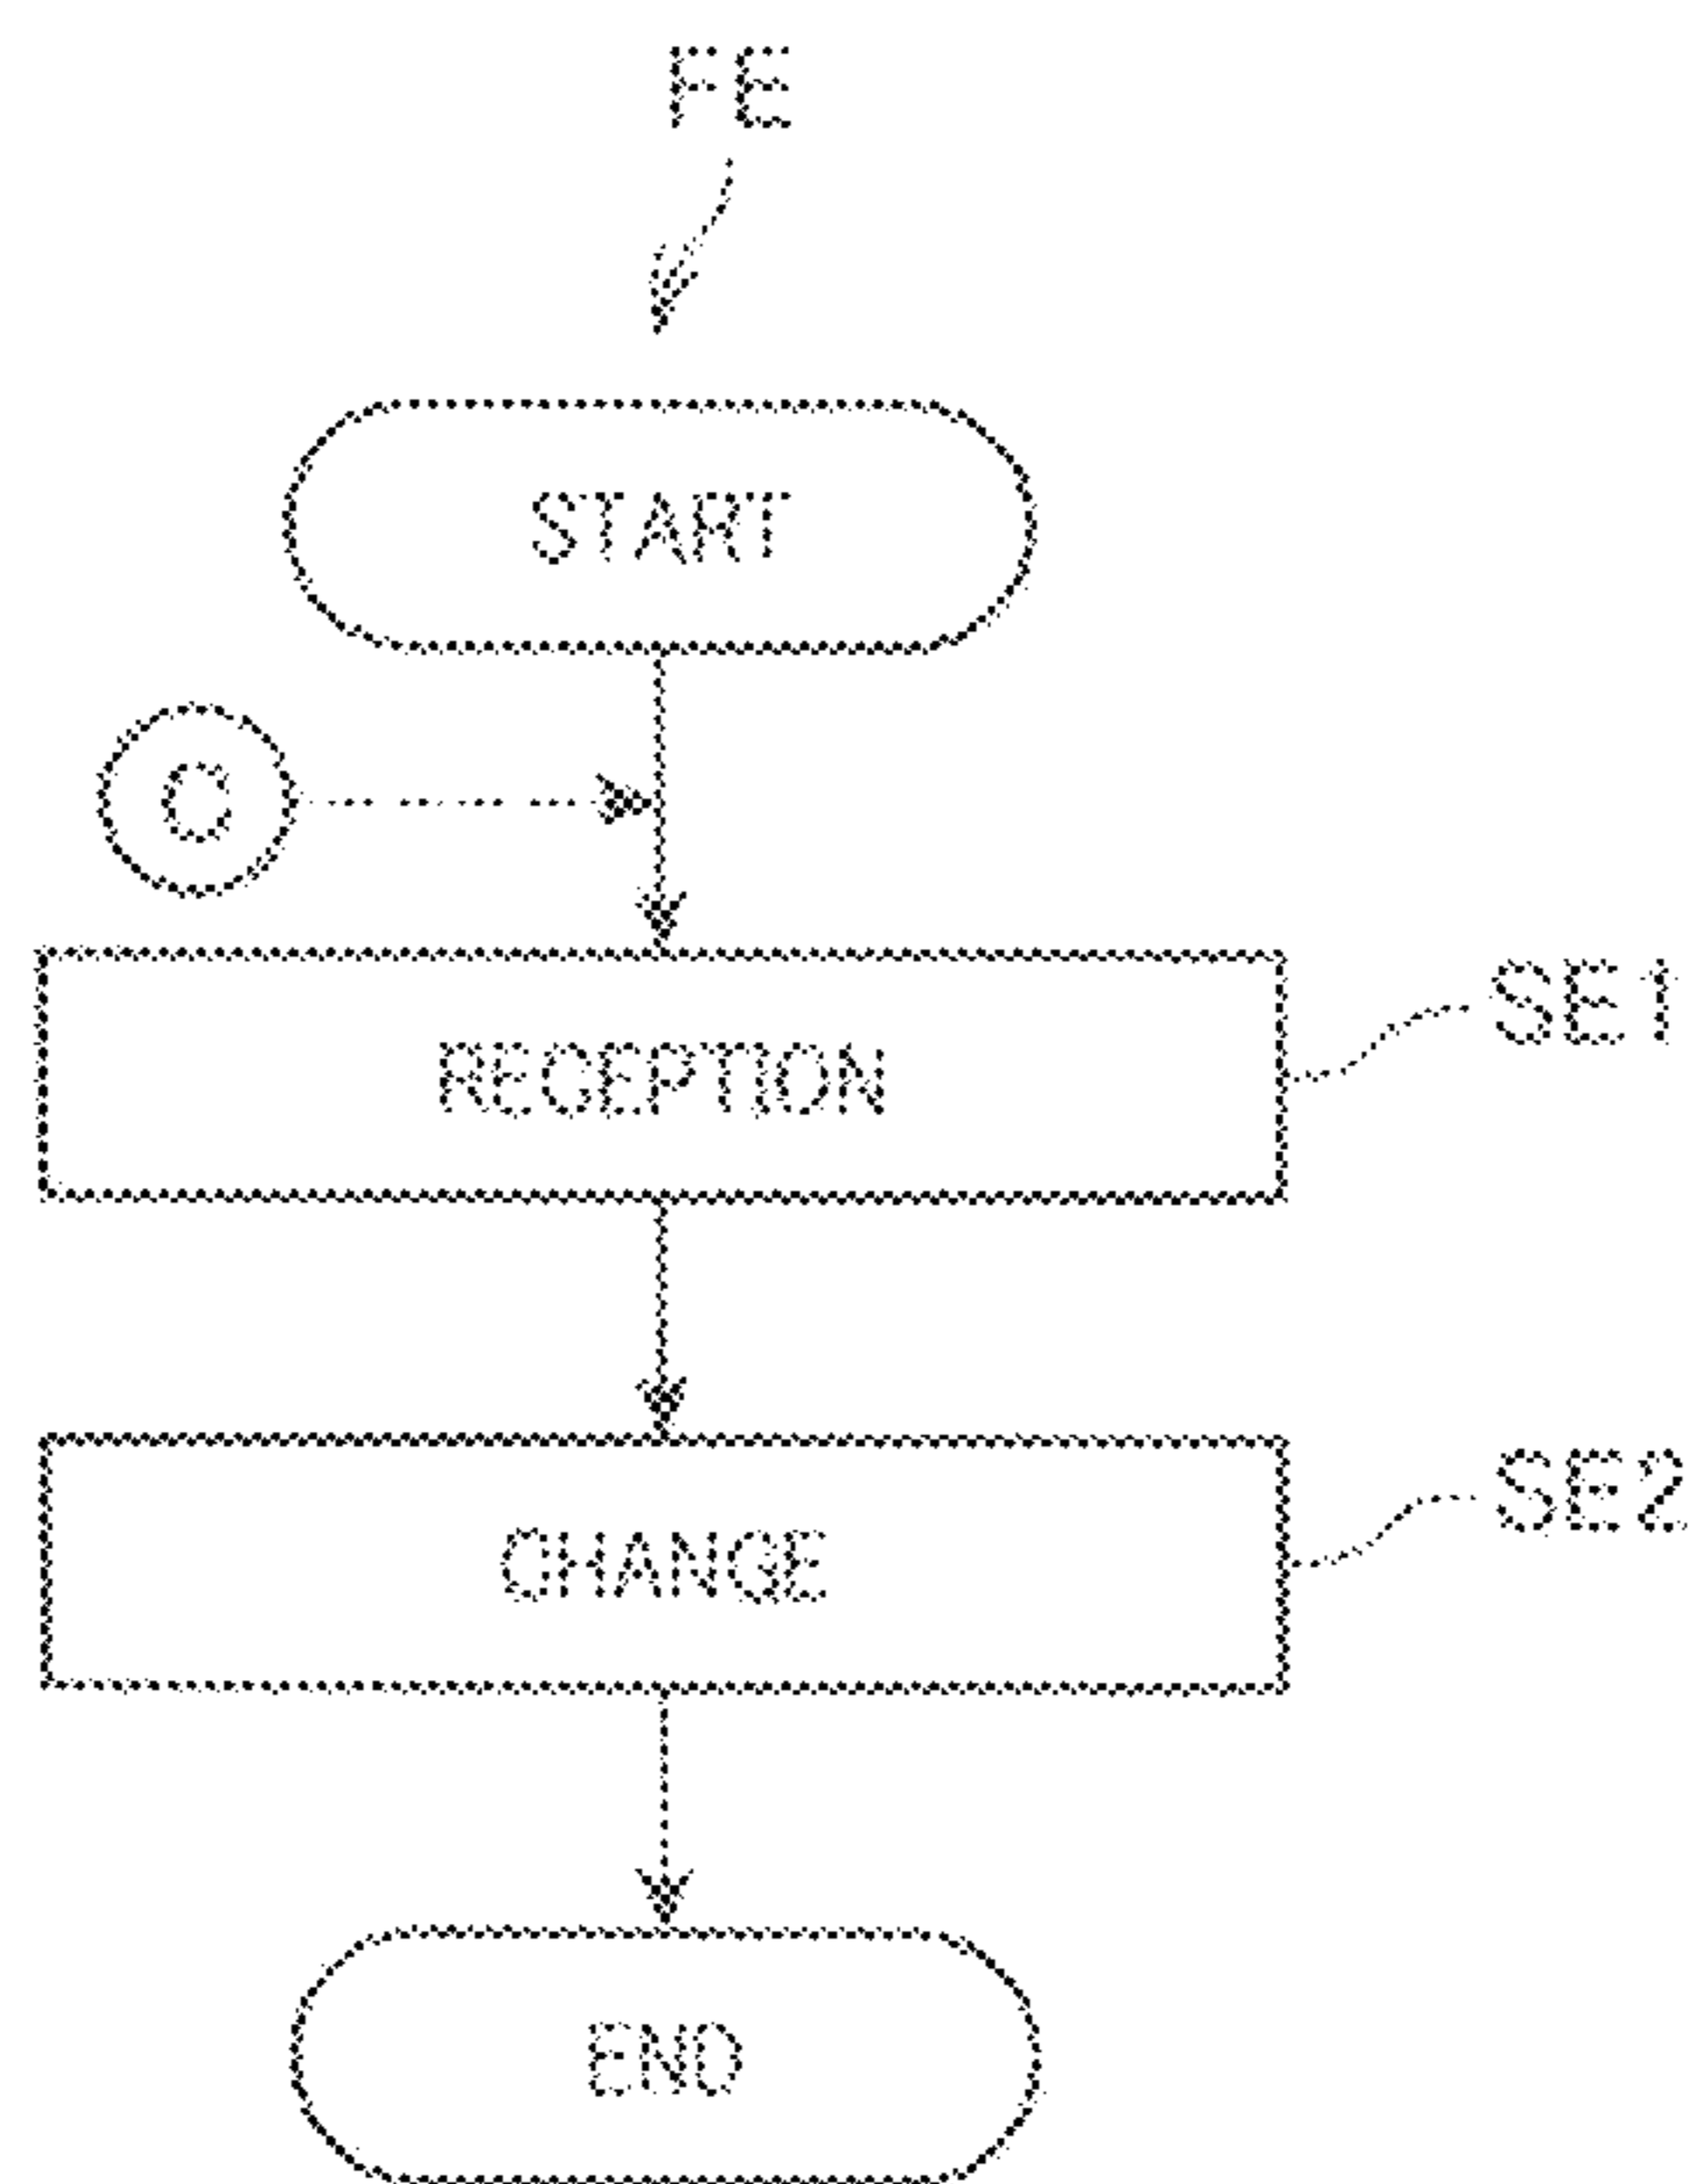 FE
START
C
RECEPTION
SE1
CHANGE
SE2
END